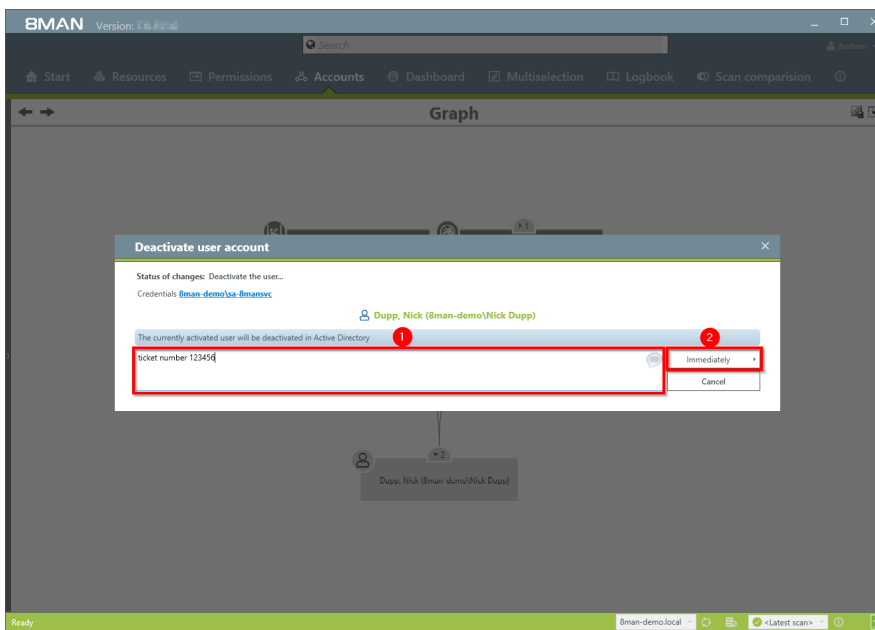 8MAN Version:
Search
jbadmin
Start Resources Permissions Accounts Dashboard Multiselection Logbook Scan comparision
Graph
1
Deactivate user account
Status of changes: Deactivate the user...
Credentials 8man-demo\sa-8mansvc
Dupp, Nick (8man-demo\Nick Dupp)
The currently activated user will be deactivated in Active Directory 1 2
ticket number 123456 Immediately
Cancel
2
Dupp, Nick (8man-demo\Nick Dupp)
Ready 8man-demo.local <Latest scan>